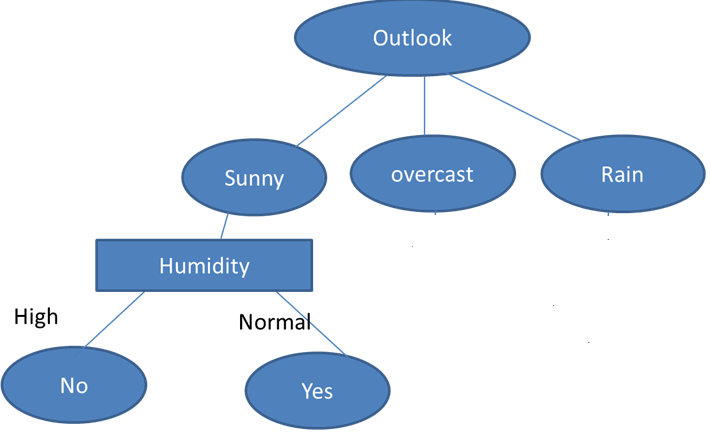 Outlook
Sunny
overcast
Rain
Humidity
High
Normal
No
Yes